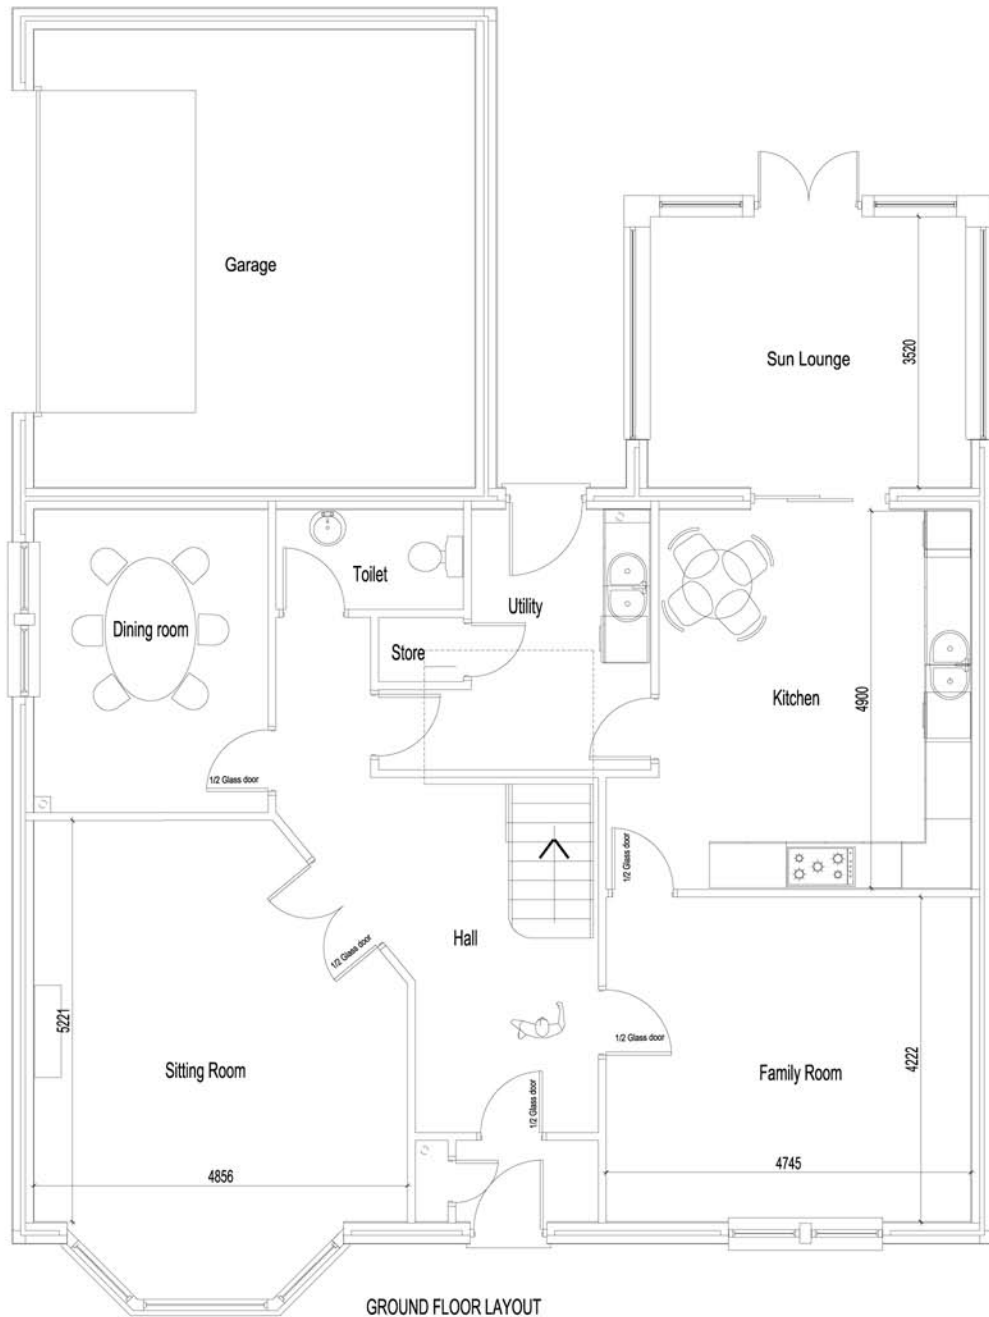 Garage
Sun Lounge
3520
Toilet
Utility
Dining room
Store
Kitchen
4900
1/2 Glass door
1/2 Glass door
Hall
1/2 Glass door
5221
Sitting Room
1/2 Glass door
Family Room
4222
1/2 Glass door
4856
4745
GROUND FLOOR LAYOUT